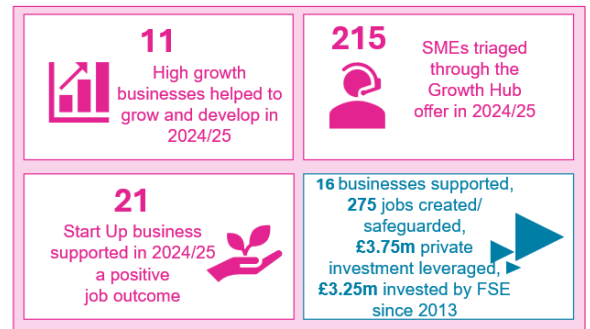 11
High growth
businesses helped to
grow and develop in
2024/25
215
SMEs triaged
through the
Growth Hub
offer in 2024/25
21
Start Up business
supported in 2024/25
a positive
job outcome
16 businesses supported,
275 jobs created/
safeguarded,
£3.75m private
investment leveraged,
£3.25m invested by FSE
since 2013